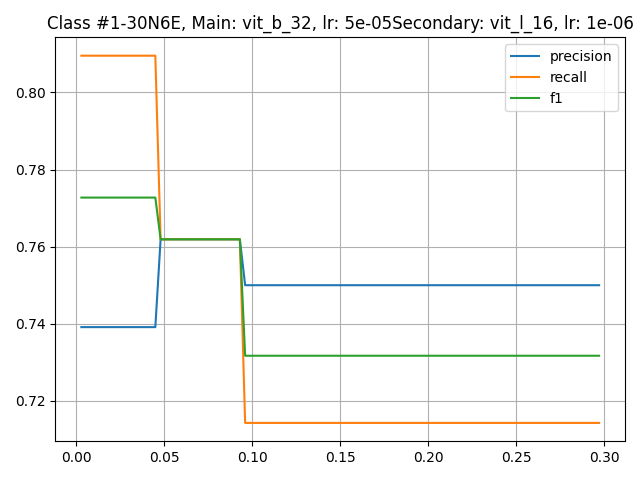 Class #1-30N6E, Main: vit_b_32, lr: 5e-05Secondary: vit_l_16, lr: 1e-06
precision
recall
f1
0.80
0.78
0.76
0.74
0.72
0.00 0.05 0.10 0.15 0.20 0.25 0.30